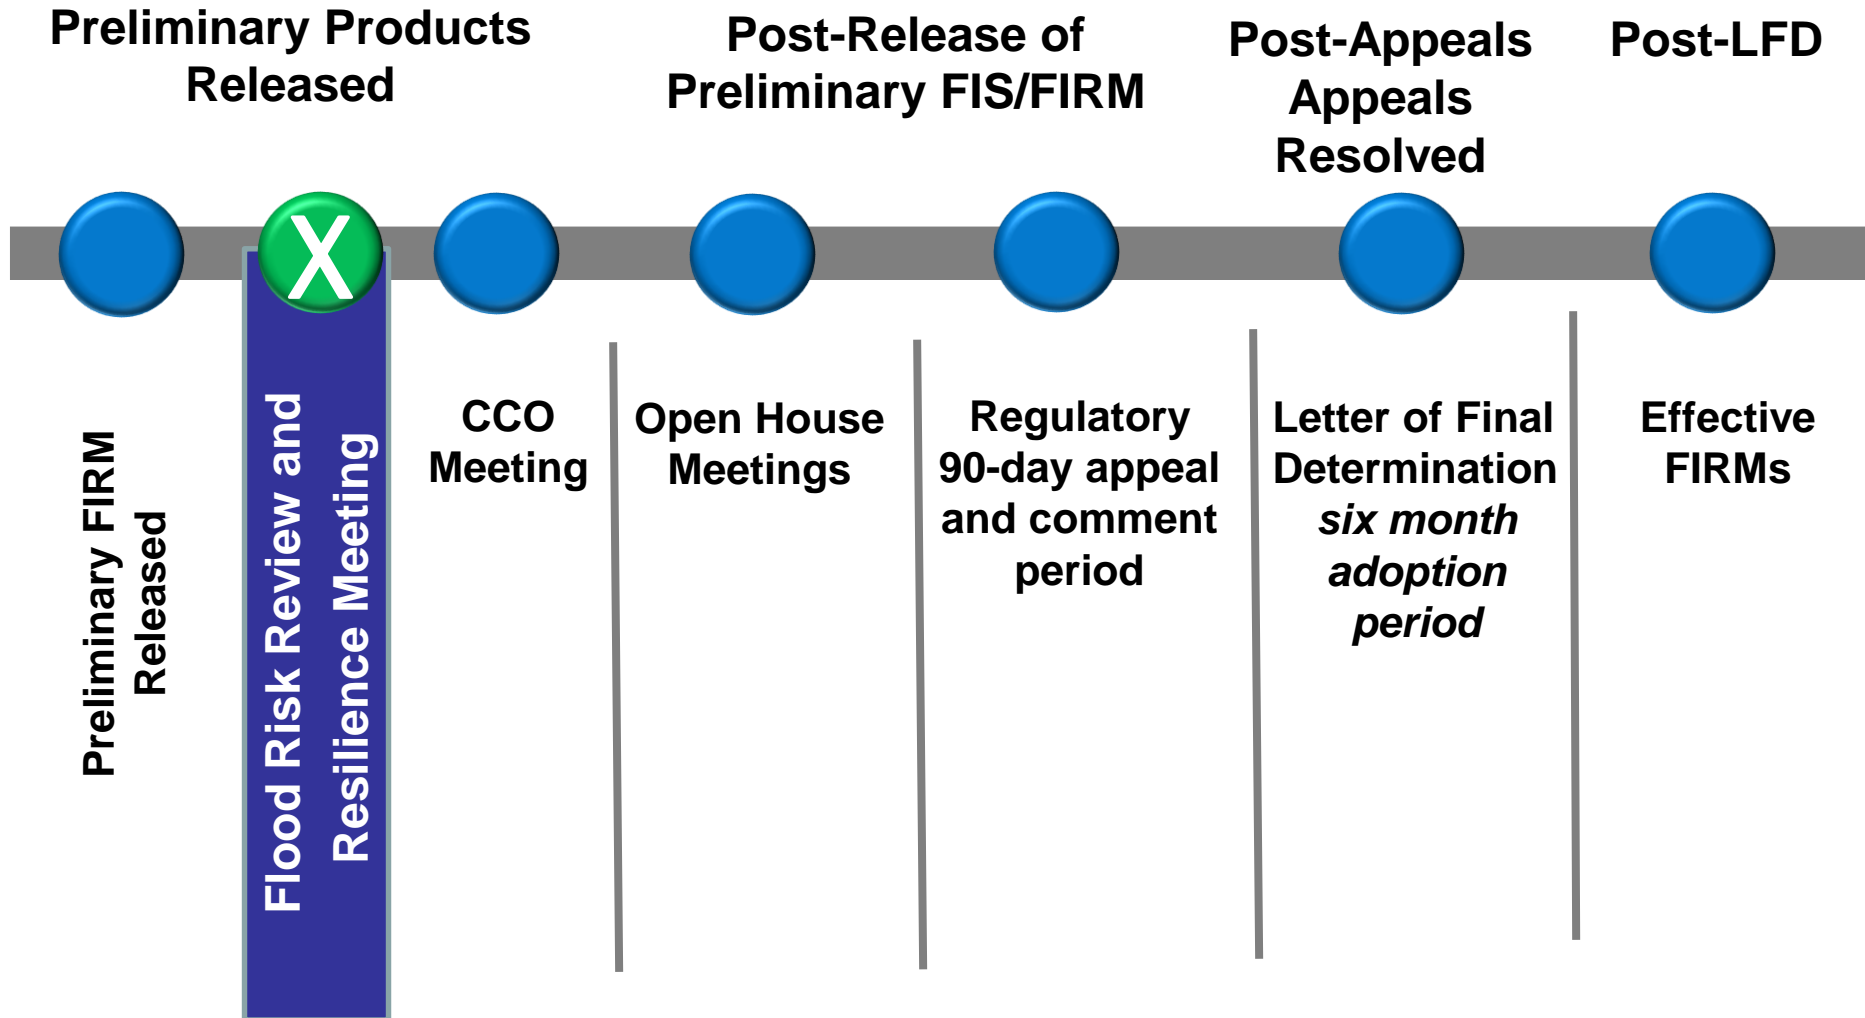 Preliminary Products
Released
Post-Release of
Preliminary FIS/FIRM
Post-Appeals
Appeals
Resolved
Post-LFD
X
Preliminary FIRM
Released
Flood Risk Review and
Resilience Meeting
CCO
Meeting
Open House
Meetings
Regulatory
90-day appeal
and comment
period
Letter of Final
Determination
six month
adoption
period
Effective
FIRMs